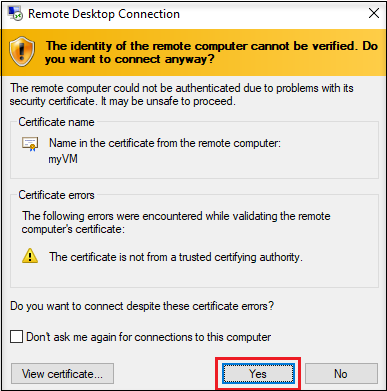 Remote Desktop Connection
The identity of the remote computer cannot be verified. Do
you want to connect anyway?
The remote computer could not be authenticated due to problems with its
security certificate. It may be unsafe to proceed.
Certificate name
Name in the certificate from the remote computer:
myVM
Certificate errors
The following errors were encountered while validating the remote
computer's certificate:
The certificate is not from a trusted certifying authority.
Do you want to connect despite these certificate errors?
Don't ask me again for connections to this computer
View certificate... Yes No